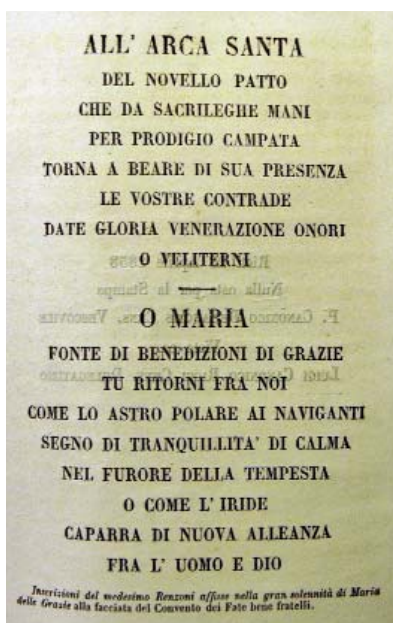 ALL' ARCA SANTA
DEL NOVELLO PATTO
CHE DA SACRILEGHE MANI
PER PRODIGIO CAMPATA
TORNA A BEARE DI SUA PRESENZA
LE VOSTRE CONTRADE
DATE GLORIA VENERAZIONE ONORI
O VELITERNI
O MARIA
FONTE DI BENEDIZIONI DI GRAZIE
TU RITORNI FRA NOI
COME LO ASTRO POLARE AI NAVIGANTI
SEGNO DI TRANQUILLITA' DI CALMA
NEL FURORE DELLA TEMPESTA
O COME L' IRIDE
CAPARRA DI NUOVA ALLEANZA
FRA L' UOMO E DIO
Inscrizioni del medesimo Renzoni affisse nella gran solennità di Maria
delle Grazie alla facciata del Convento dei Fate bene fratelli.